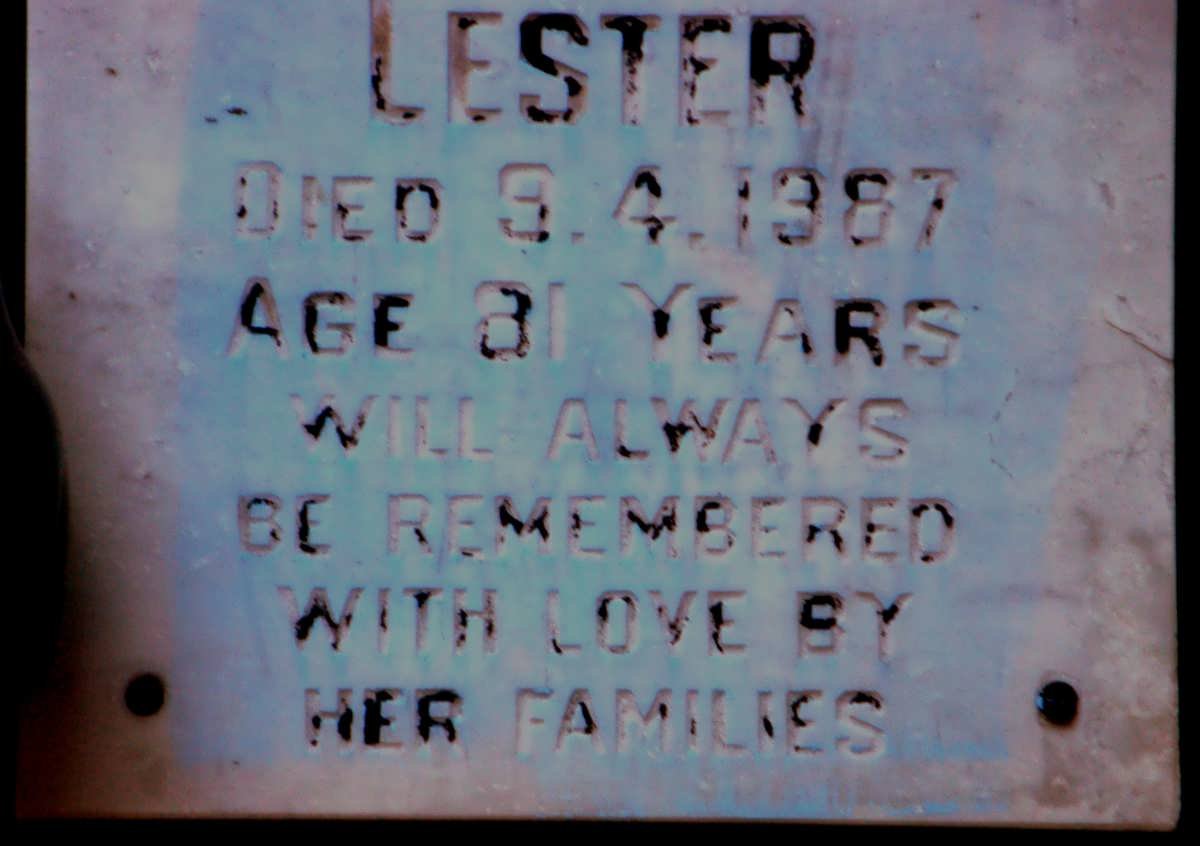 LESTER
DIED 9.4.1987
AGE 81 YEARS
WILL ALWAYS
BE REMEMBERED
WITH LOVE BY
HER FAMILIES